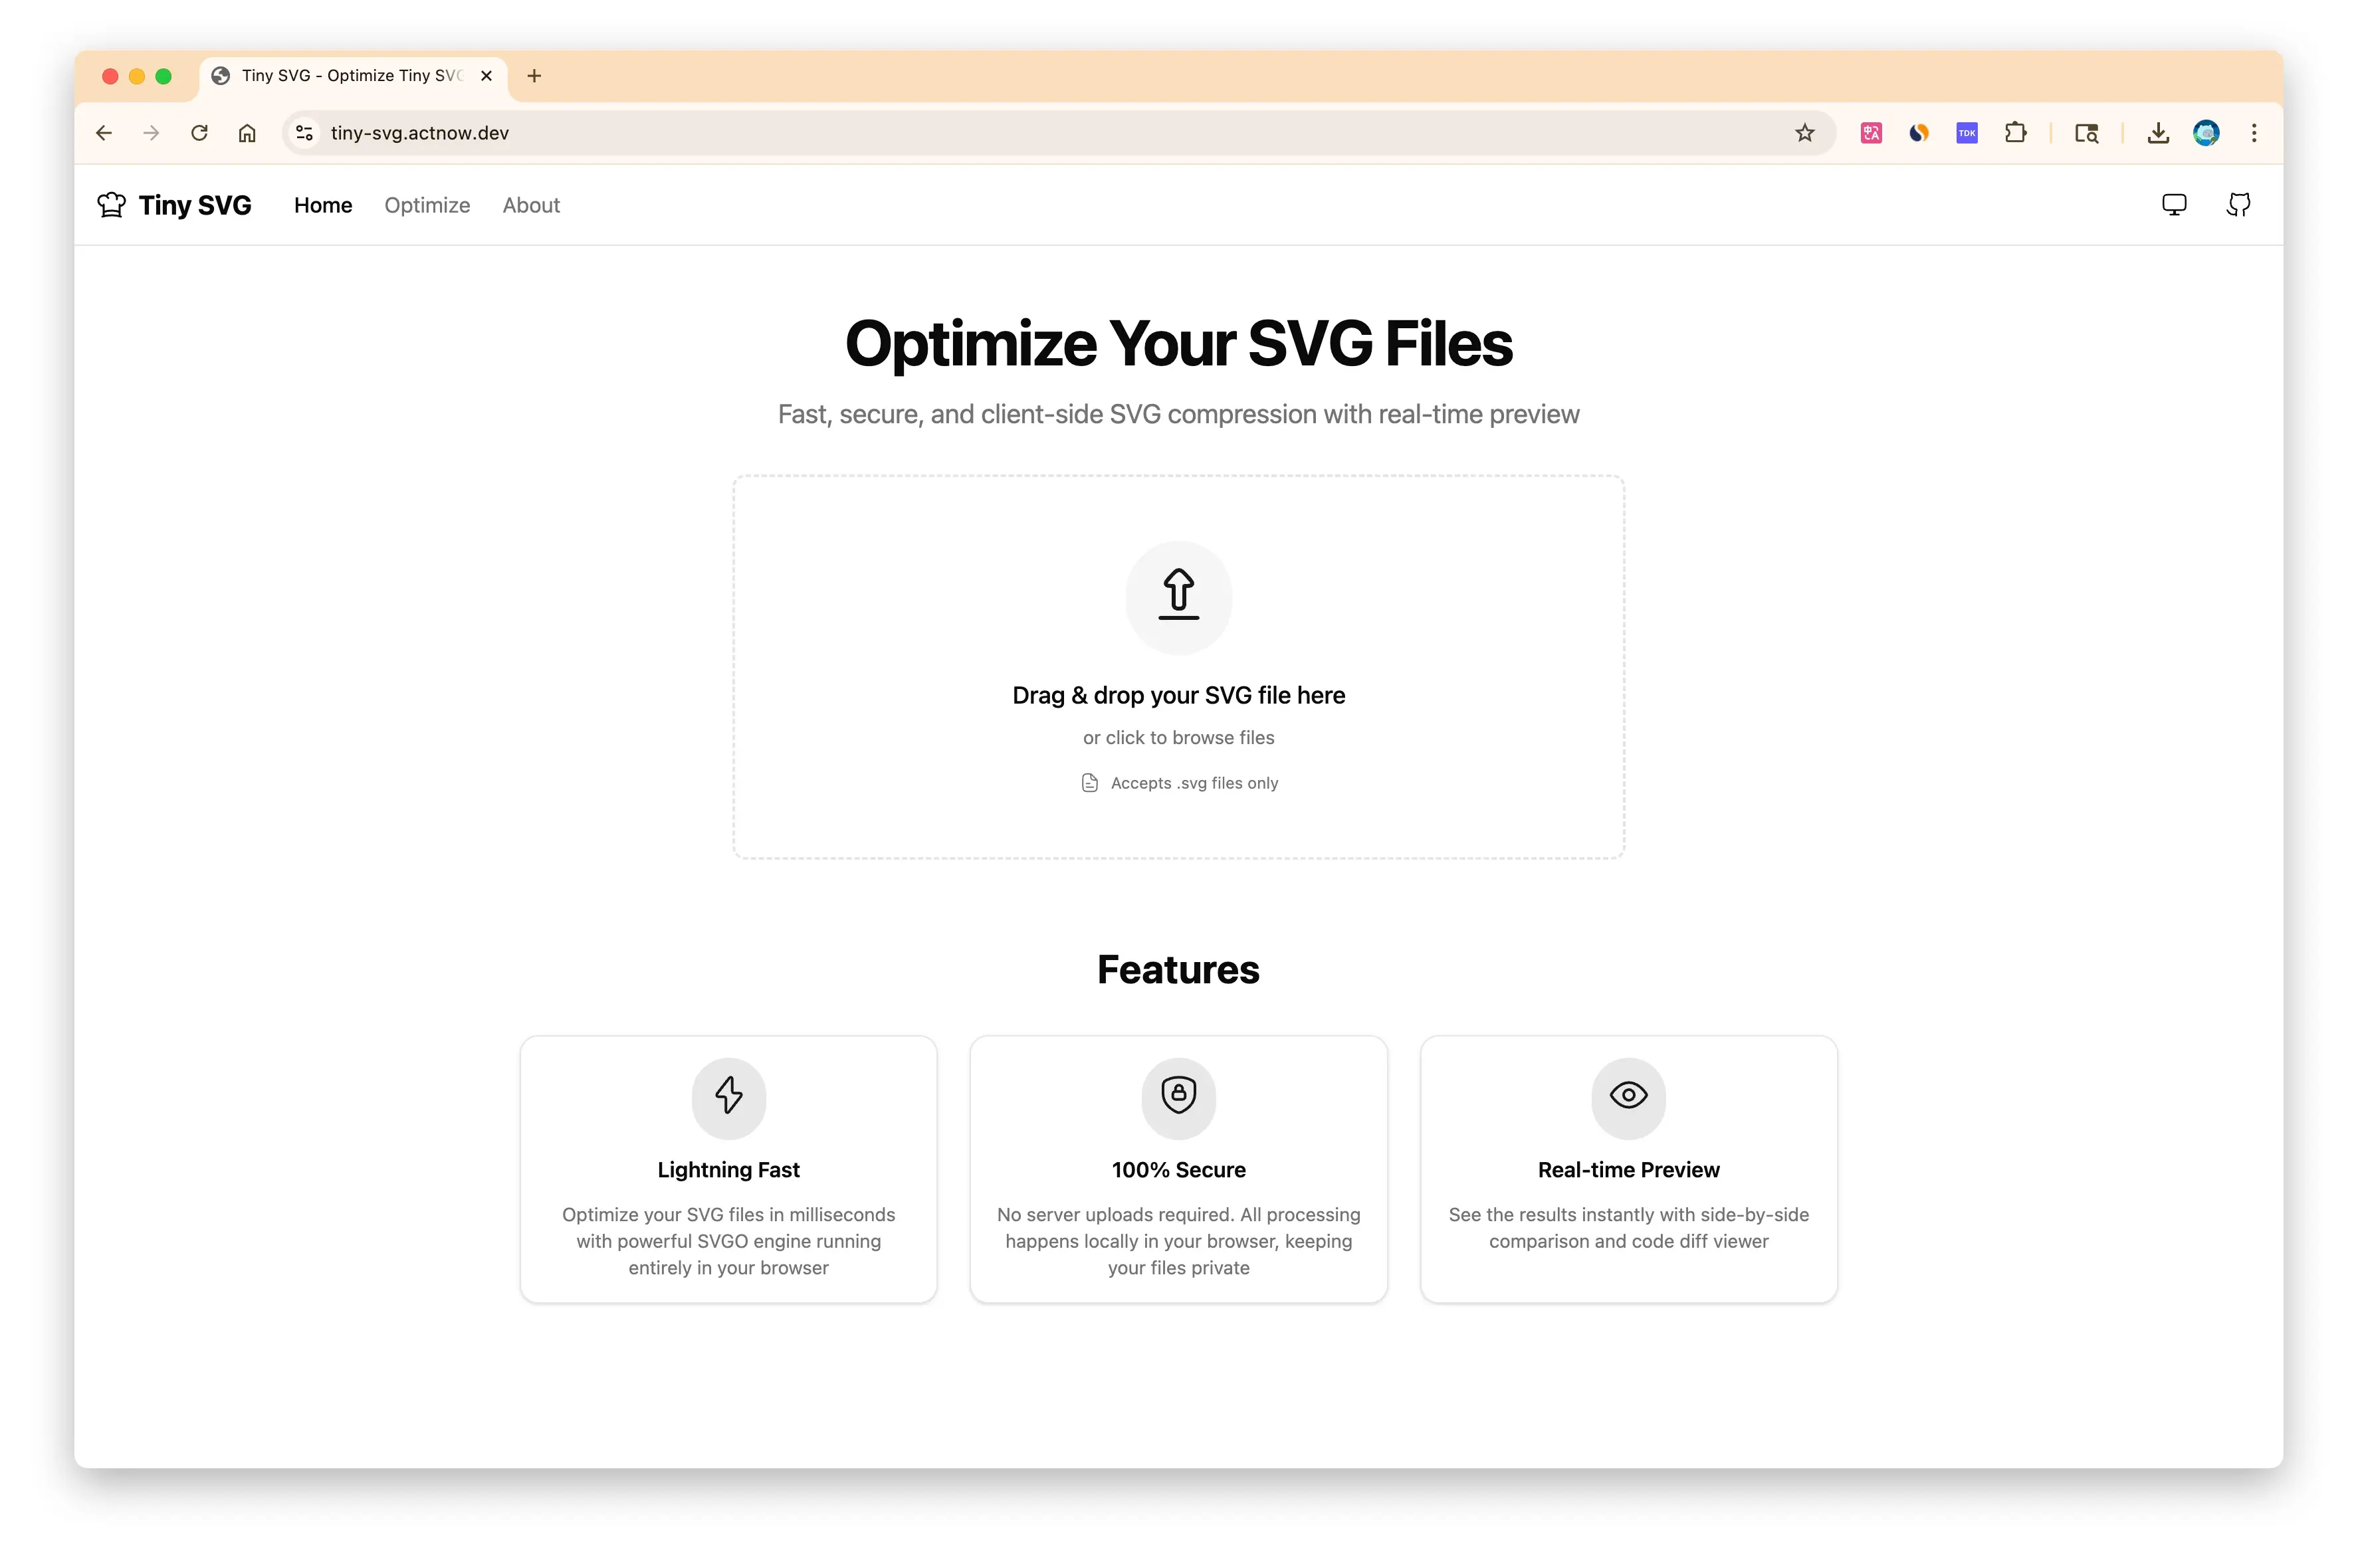 Tiny SVG - Optimize Tiny SVG
tiny-svg.actnow.dev
TDK
Tiny SVG
Home
Optimize
About
Optimize Your SVG Files
Fast, secure, and client-side SVG compression with real-time preview
Drag & drop your SVG file here
or click to browse files
Accepts .svg files only
Features
Lightning Fast
Optimize your SVG files in milliseconds
with powerful SVGO engine running
entirely in your browser
100% Secure
No server uploads required. All processing
happens locally in your browser, keeping
your files private
Real-time Preview
See the results instantly with side-by-side
comparison and code diff viewer